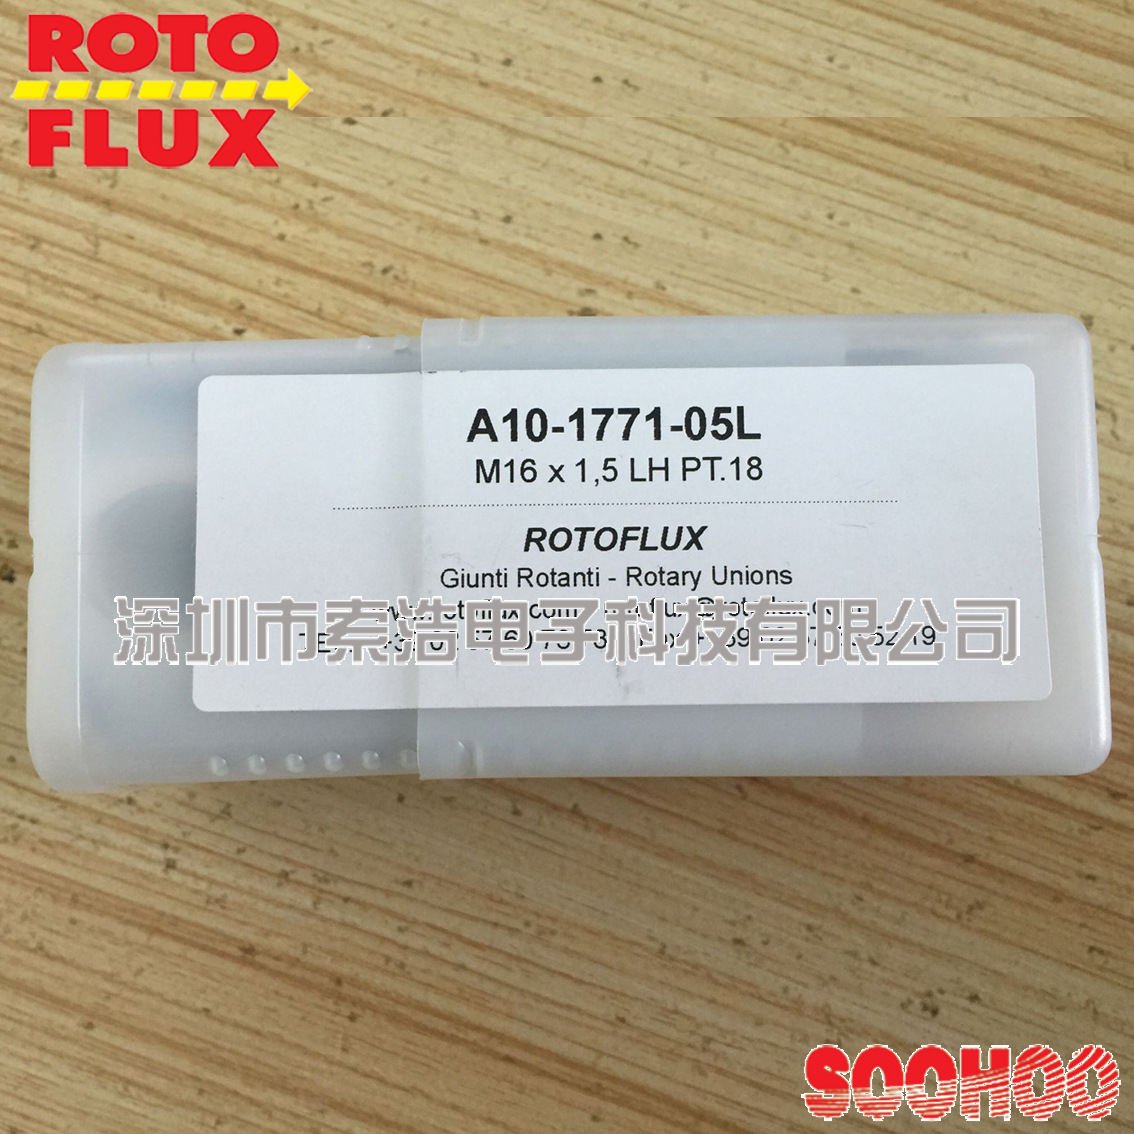 ROTO
FLUX
A10-1771-05L
M16 x 1,5 LH PT.18
ROTOFLUX
Giunti Rotanti - Rotary Unions
深圳市索浩电子科技有限公司
SOOHOO